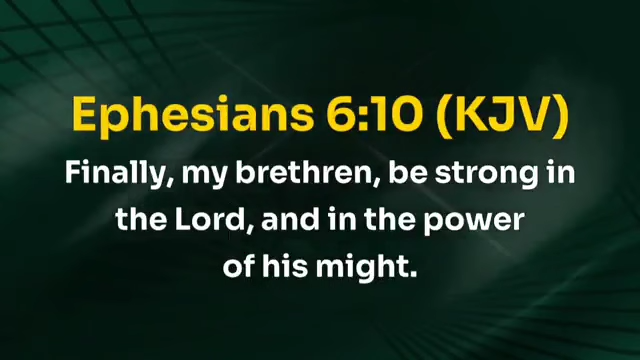 Ephesians 6:10 (KJV)
Finally, my brethren, be strong in
the Lord, and in the power
of his might.